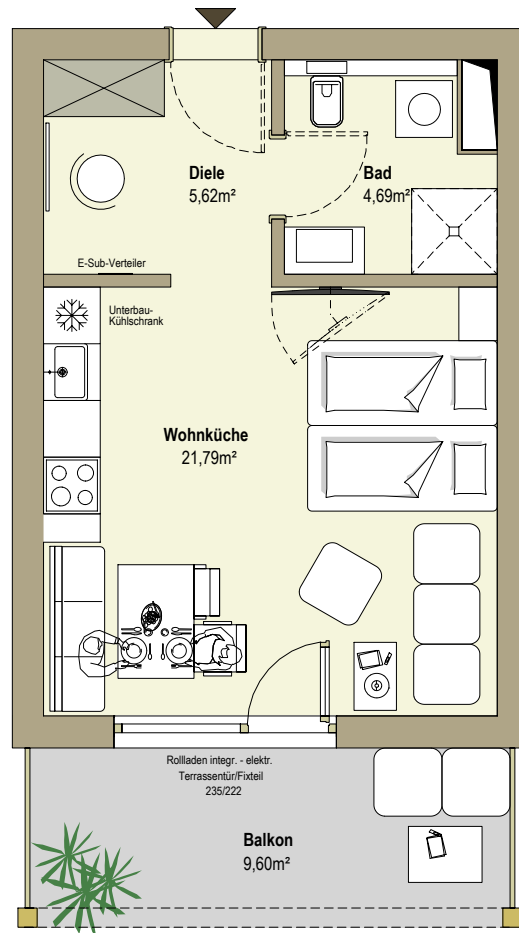 Diele
5,62m²
Bad
4,69m²
E-Sub-Verteiler
Unterbau-
Kühlschrank
Wohnküche
21,79m²
Rollladen integr. - elektr.
Terrassentür/Fixteil
235/222
Balkon
9,60m²